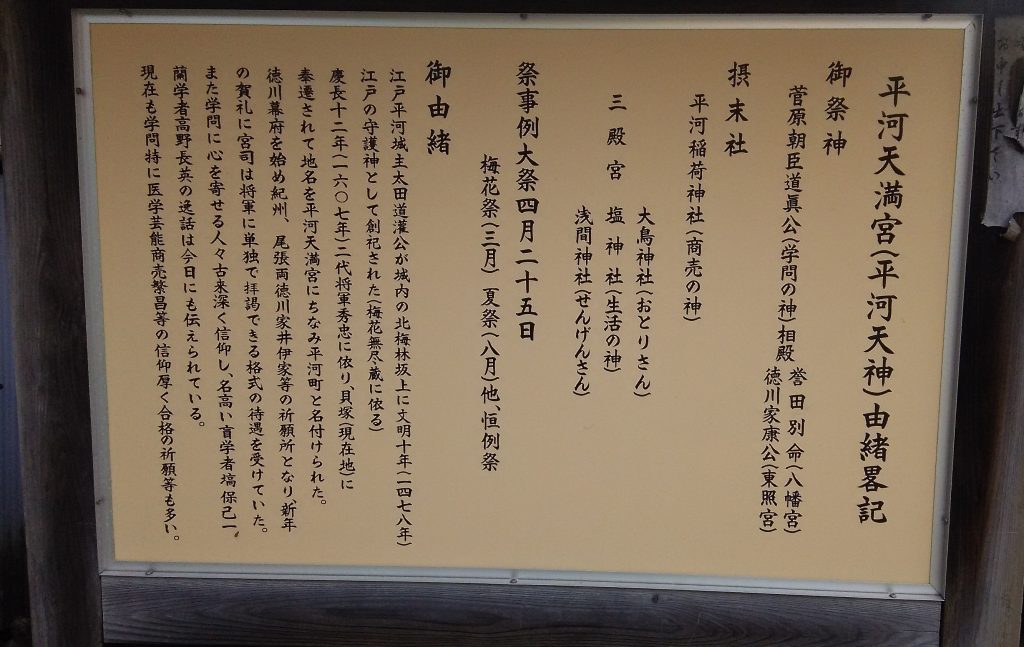 平河天満宮(平河天神)由緒畧記
御祭神
菅原朝臣道眞公(学問の神)相殿
誉田別命(八幡宮)
徳川家康公(東照宮)
摂末社
平河稲荷神社(商売の神)
大鳥神社(おとりさん)
三殿宮 塩神社(生活の神)
浅間神社(せんげんさん)
祭事例大祭四月二十五日
梅花祭(三月)夏祭(八月)他、恒例祭
御由緒
江戸平河城主太田道灌公が城内の北梅林坂上に文明十年(一四七八年)
江戸の守護神として創祀された(梅花無尽蔵に依る)
慶長十二年(一六〇七年)二代将軍秀忠に依り、貝塚(現在地)に
奉遷されて地名を平河天満宮にちなみ平河町と名付けられた。
徳川幕府を始め紀州、尾張両徳川家井伊家等の祈願所となり、新年
の賀礼に宮司は将軍に単独で拝謁できる格式の待遇を受けていた。
また学問に心を寄せる人々古来深く信仰し、名高い盲学者塙保己一、
蘭学者高野長英の逸話は今日にも伝えられている。
現在も学問特に医学芸能商売繁昌等の信仰厚く合格の祈願等も多い。